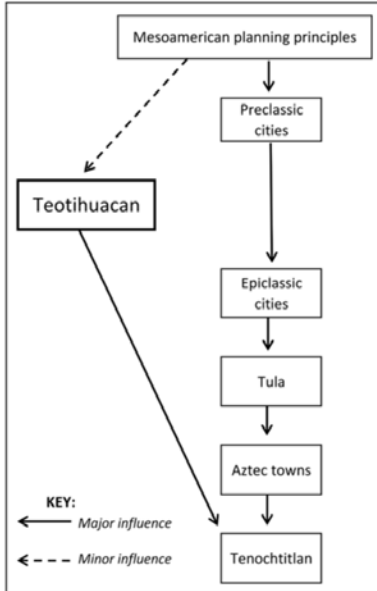 Mesoamerican planning principles
Preclassic
cities
Teotihuacan
Epiclassic
cities
Tula
Aztec towns
Tenochtitlan
KEY:
Major influence
Minor influence